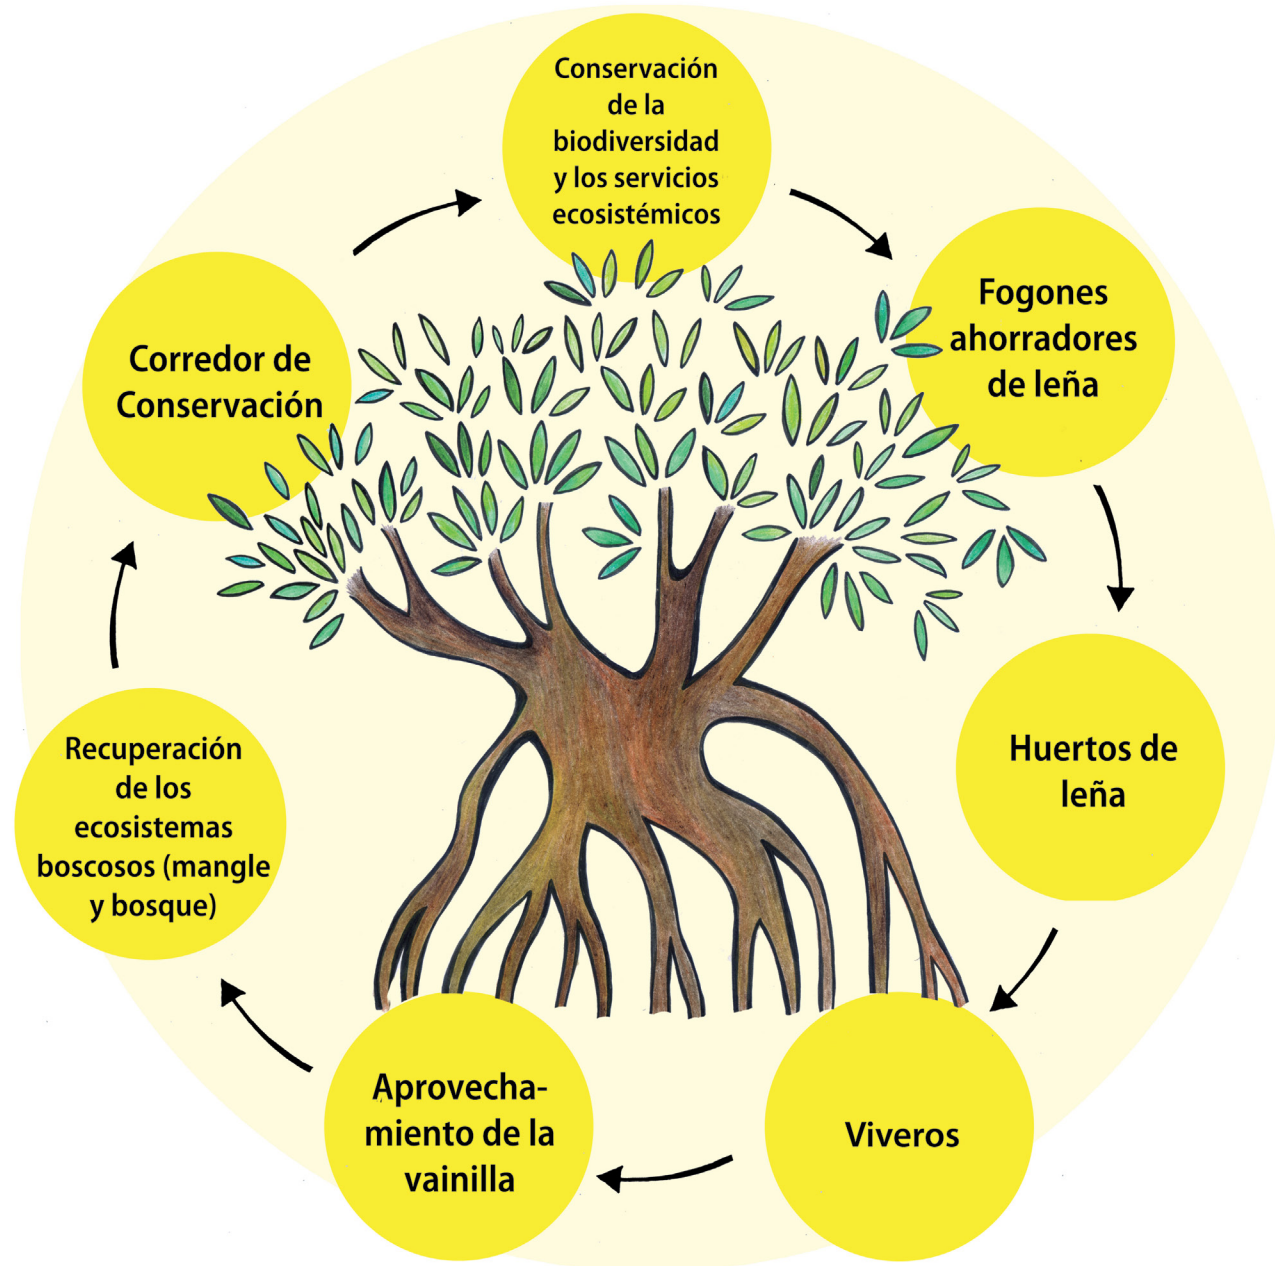 Conservación
de la
biodiversidad
y los servicios
ecosistémicos
Fogones
ahorradores
de leña
Huertos de
leña
Viveros
Aprovecha-
miento de la
vainilla
Recuperación
de los
ecosistemas
boscosos (mangle
y bosque)
Corredor de
Conservación